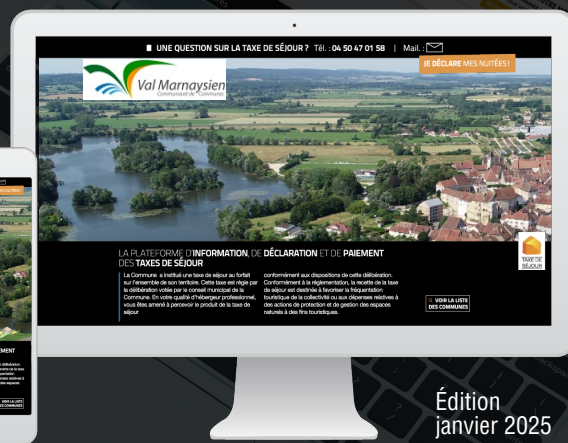 UNE QUESTION SUR LA TAXE DE SÉJOUR ? Tél. : 04 50 47 01 58 | Mail. :
JE DÉCLARE MES NUITÉES !
Val Marnaysien
Communauté de Communes
LA PLATEFORME D'INFORMATION, DE DÉCLARATION ET DE PAIEMENT
DES TAXES DE SÉJOUR
La Commune a institué une taxe de séjour au forfait
sur l'ensemble de son territoire. Cette taxe est régie par
la délibération votée par le conseil municipal de la
Commune. En votre qualité d'hébergeur professionnel,
vous êtes amené à percevoir le produit de la taxe de
séjour
conformément aux dispositions de cette délibération.
Conformément à la réglementation, la recette de la taxe
de séjour est destinée à favoriser la fréquentation
touristique de la collectivité ou aux dépenses relatives à
des actions de protection et de gestion des espaces
naturels à des fins touristiques.
TAXE DE
SÉJOUR
VOIR LA LISTE
DES COMMUNES
Édition
janvier 2025